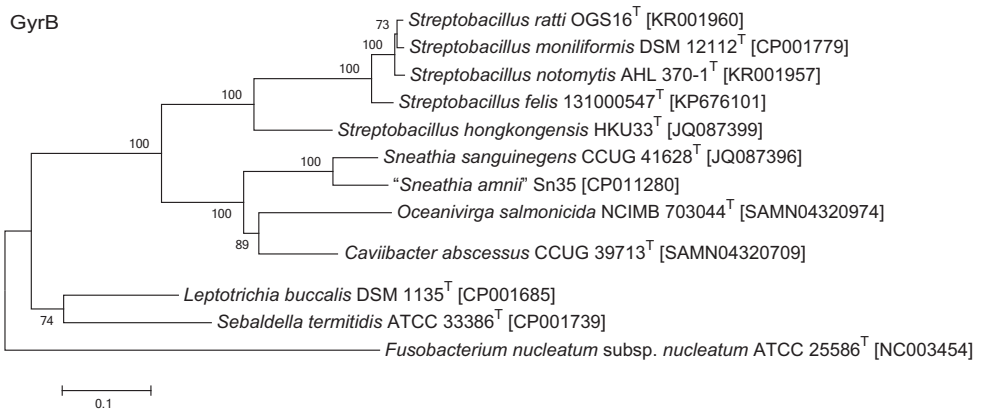 GyrB
73
Streptobacillus ratti OGS16T [KR001960]
100
Streptobacillus moniliformis DSM 12112T [CP001779]
100
Streptobacillus notomytis AHL 370-1T [KR001957]
100
Streptobacillus felis 131000547T [KP676101]
Streptobacillus hongkongensis HKU33T [JQ087399]
100
100
Sneathia sanguinegens CCUG 41628T [JQ087396]
“Sneathia amnii” Sn35 [CP011280]
100
Oceanivirga salmonicida NCIMB 703044T [SAMN04320974]
89
Caviibacter abscessus CCUG 39713T [SAMN04320709]
Leptotrichia buccalis DSM 1135T [CP001685]
74
Sebaldella termitidis ATCC 33386T [CP001739]
Fusobacterium nucleatum subsp. nucleatum ATCC 25586T [NC003454]
0.1